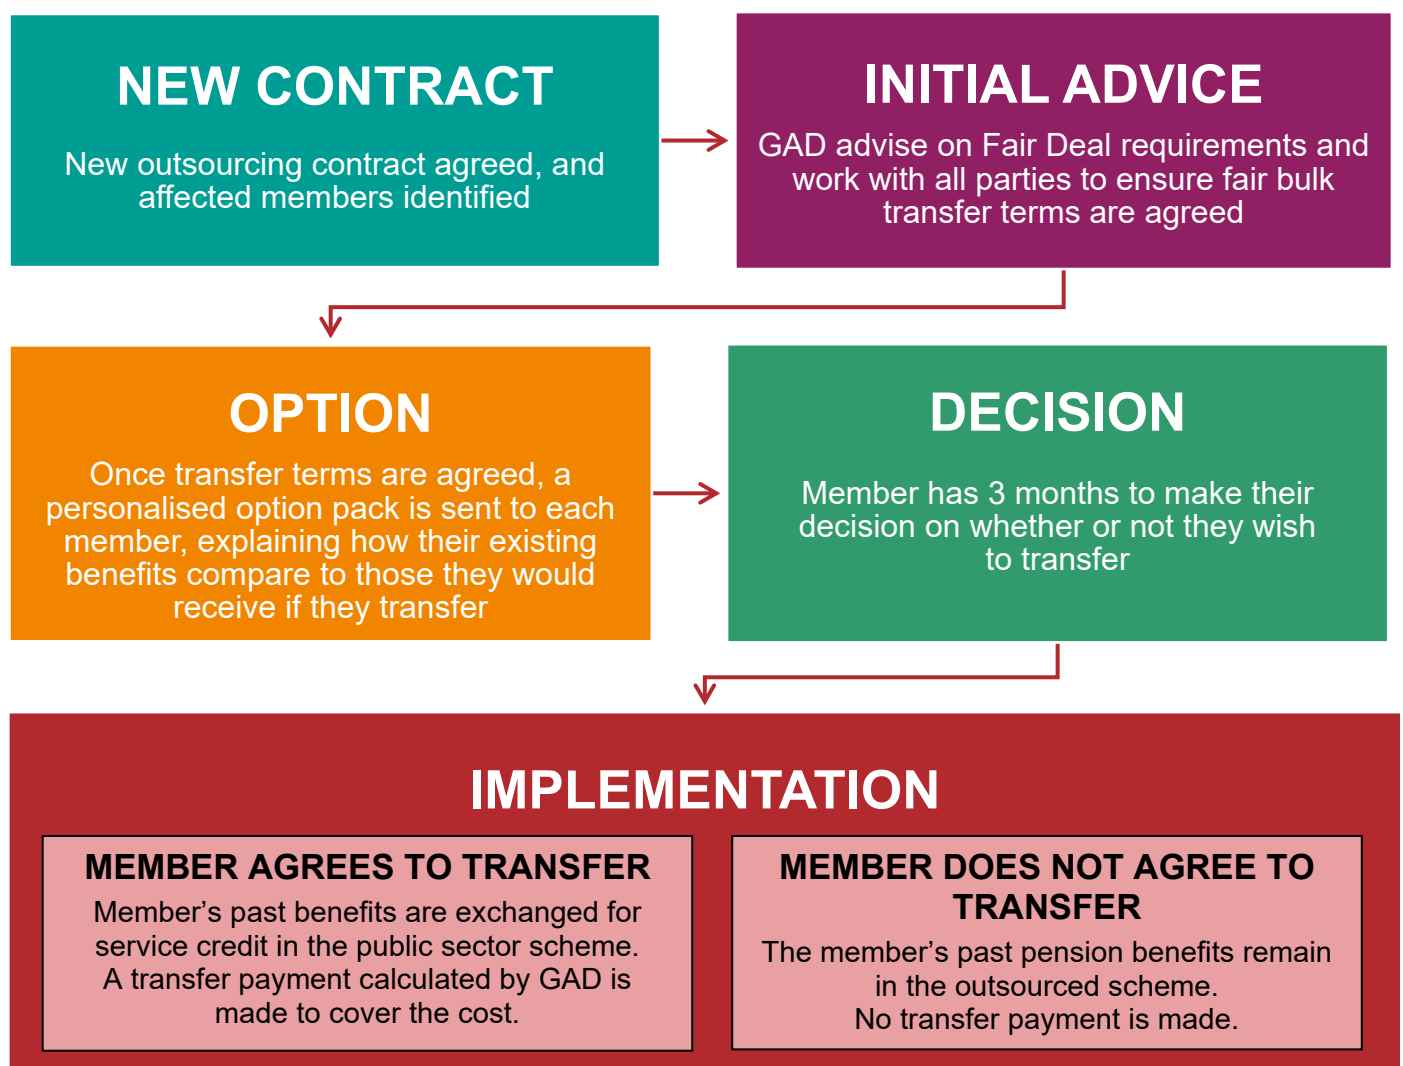 NEW CONTRACT
New outsourcing contract agreed, and
affected members identified
INITIAL ADVICE
GAD advise on Fair Deal requirements and
work with all parties to ensure fair bulk
transfer terms are agreed
OPTION
Once transfer terms are agreed, a
personalised option pack is sent to each
member, explaining how their existing
benefits compare to those they would
receive if they transfer
DECISION
Member has 3 months to make their
decision on whether or not they wish
to transfer
IMPLEMENTATION
MEMBER AGREES TO TRANSFER
Member’s past benefits are exchanged for
service credit in the public sector scheme.
A transfer payment calculated by GAD is
made to cover the cost.
MEMBER DOES NOT AGREE TO
TRANSFER
The member’s past pension benefits remain
in the outsourced scheme.
No transfer payment is made.